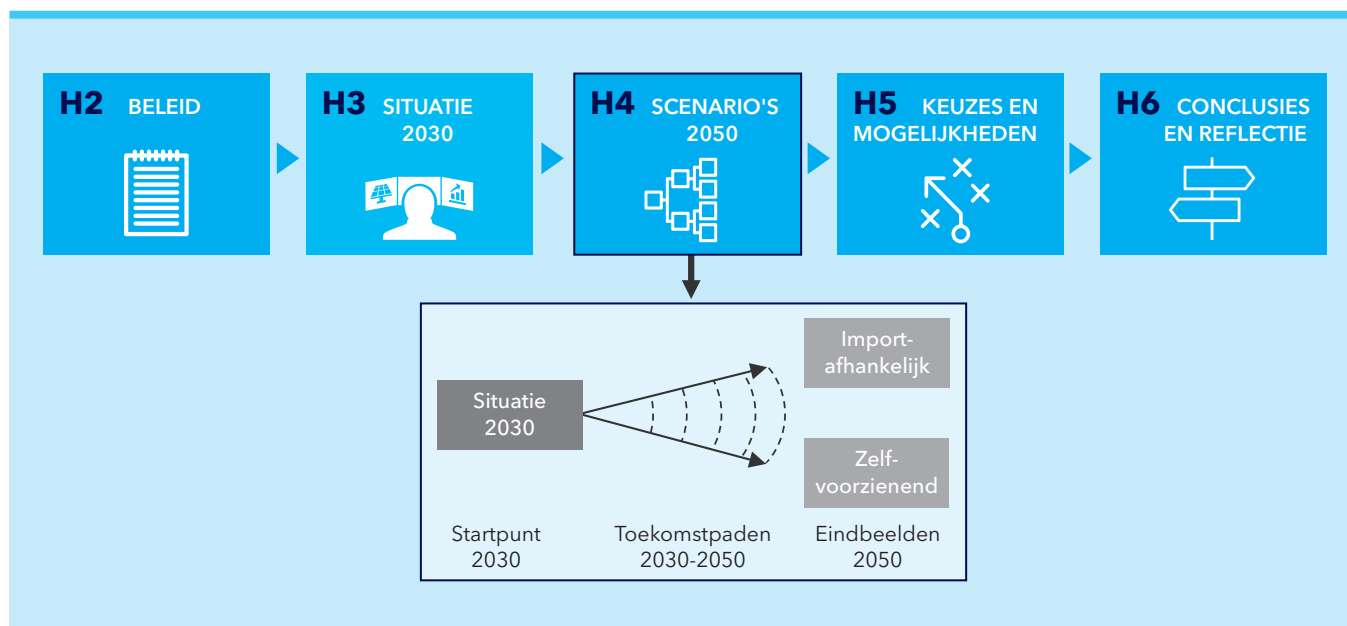 H2 BELEID
H3 SITUATIE
2030
H4 SCENARIO'S
2050
H5 KEUZES EN
MOGELIJKHEDEN
H6 CONCLUSIES
EN REFLECTIE
Situatie
2030
Import-
afhankelijk
Zelf-
voorzienend
Startpunt
2030
Toekomstpaden
2030-2050
Eindbeelden
2050